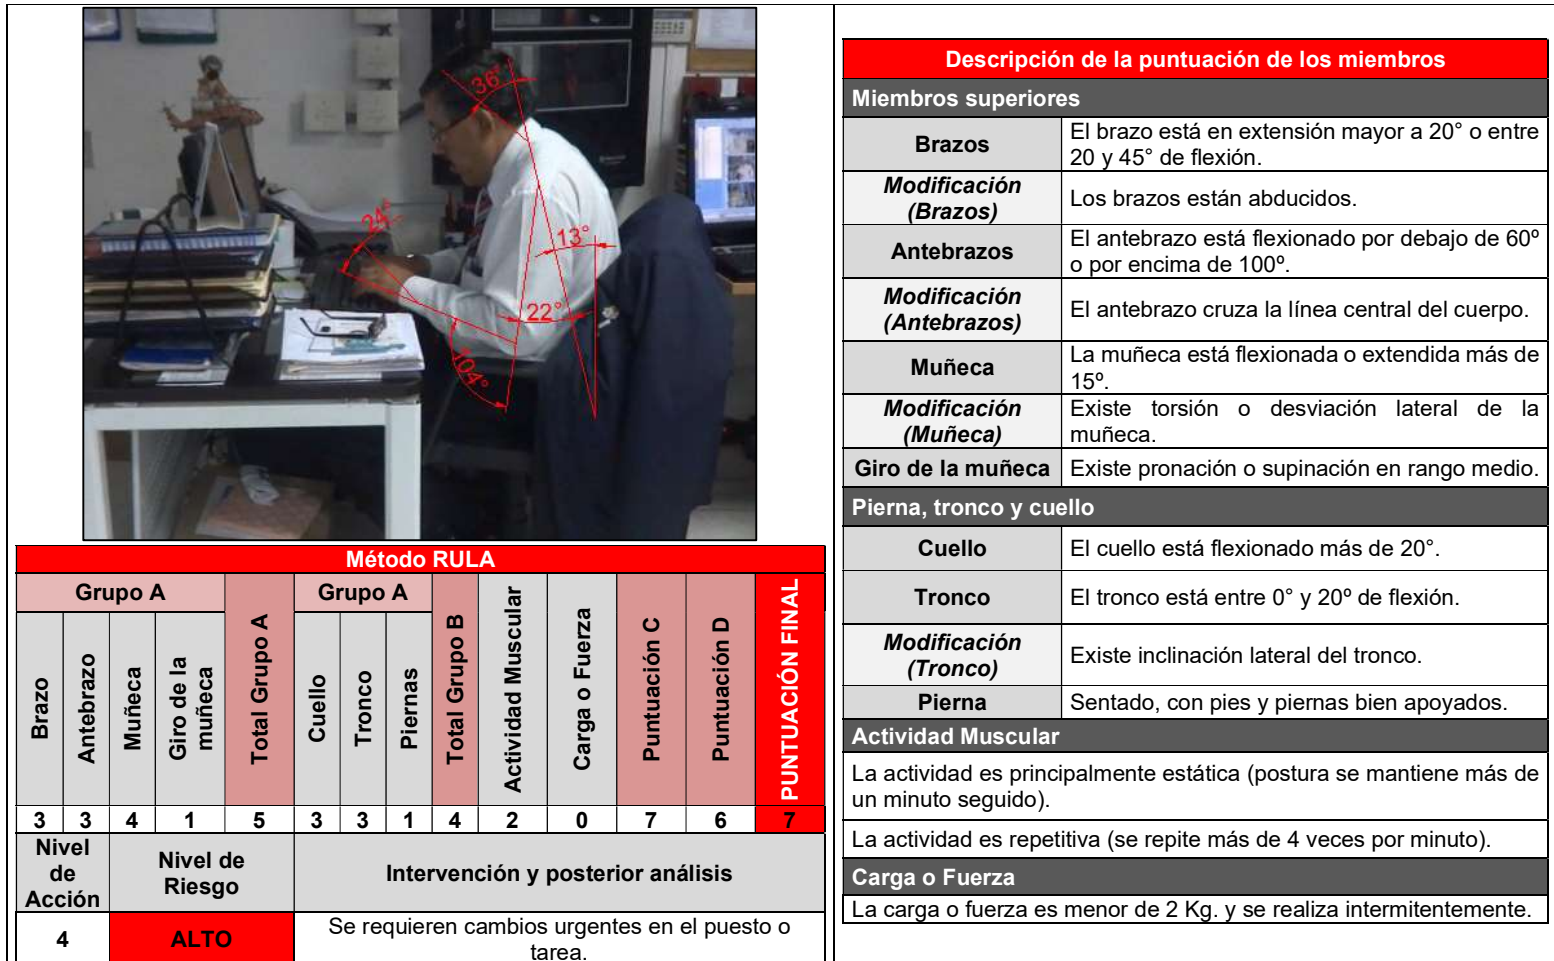 36°
24°
13°
22°
104°
Método RULA
Grupo A
Grupo A
Brazo
Antebrazo
Muñeca
Giro de la
muñeca
Total Grupo A
Cuello
Tronco
Piernas
Total Grupo B
Actividad Muscular
Carga o Fuerza
Puntuación C
Puntuación D
PUNTUACIÓN FINAL
3 3 4 1 5 3 3 1 4 2 0 7 6 7
Nivel
de
Acción
Nivel de
Riesgo
Intervención y posterior análisis
4
ALTO
Se requieren cambios urgentes en el puesto o
tarea.
Descripción de la puntuación de los miembros
Miembros superiores
Brazos
El brazo está en extensión mayor a 20° o entre
20 y 45° de flexión.
Modificación
(Brazos)
Los brazos están abducidos.
Antebrazos
El antebrazo está flexionado por debajo de 60º
o por encima de 100º.
Modificación
(Antebrazos)
El antebrazo cruza la línea central del cuerpo.
Muñeca
La muñeca está flexionada o extendida más de
15º.
Modificación
(Muñeca)
Existe torsión o desviación lateral de la
muñeca.
Giro de la muñeca
Existe pronación o supinación en rango medio.
Pierna, tronco y cuello
Cuello
El cuello está flexionado más de 20°.
Tronco
El tronco está entre 0° y 20º de flexión.
Modificación
(Tronco)
Existe inclinación lateral del tronco.
Pierna
Sentado, con pies y piernas bien apoyados.
Actividad Muscular
La actividad es principalmente estática (postura se mantiene más de
un minuto seguido).
La actividad es repetitiva (se repite más de 4 veces por minuto).
Carga o Fuerza
La carga o fuerza es menor de 2 Kg. y se realiza intermitentemente.